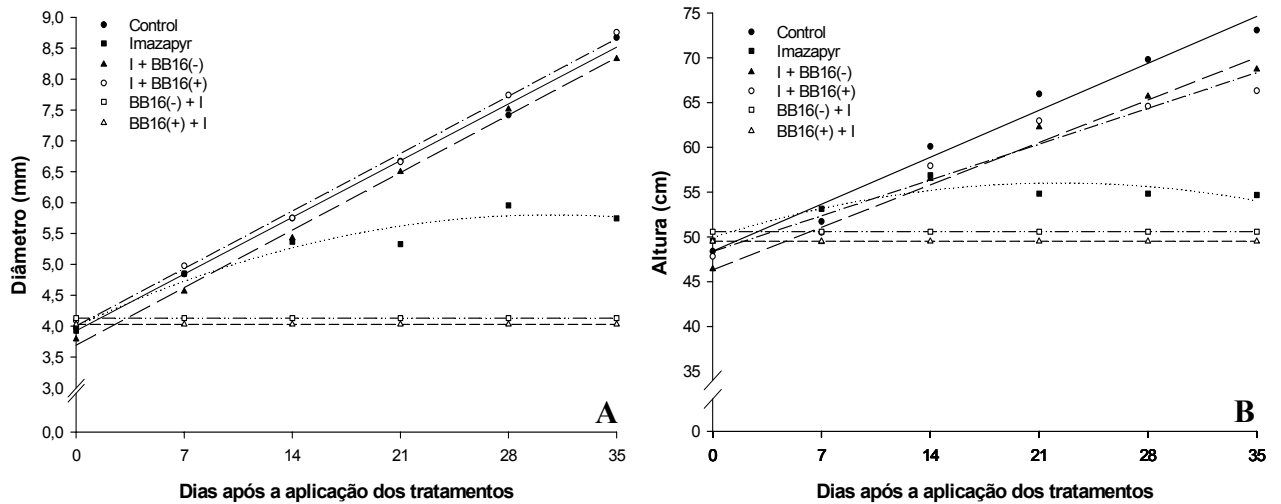 9,0
8,5
8,0
7,5
7,0
6,5
6,0
5,5
5,0
4,5
4,0
3,5
3,0
0,0
Diâmetro (mm)
Control
Imazapyr
I + BB16(-)
I + BB16(+)
BB16(-) + I
BB16(+) + I
A
0 7 14 21 28 35
Dias após a aplicação dos tratamentos
75
70
65
60
55
50
45
35
0
Altura (cm)
Control
Imazapyr
I + BB16(-)
I + BB16(+)
BB16(-) + I
BB16(+) + I
B
0 7 14 21 28 35
Dias após a aplicação dos tratamentos